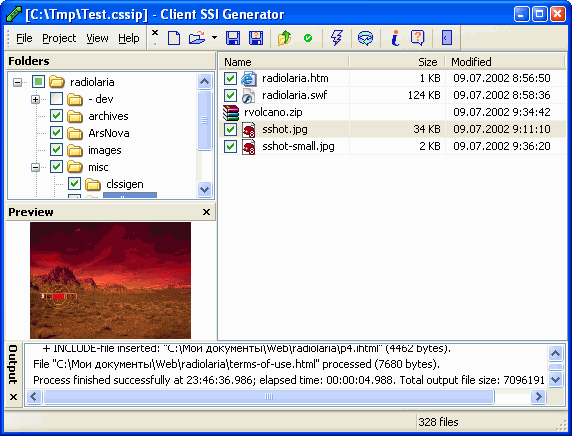 [C:\Tmp\Test.cssip] - Client SSI Generator
File Project View Help
Folders
radiolaria
- dev
archives
ArsNova
images
misc
clssigen
Preview
Name Size Modified
radiolaria.htm 1 KB 09.07.2002 8:56:50
radiolaria.swf 124 KB 09.07.2002 8:58:36
rvolcano.zip 09.07.2002 9:34:42
sshot.jpg 34 KB 09.07.2002 9:11:10
sshot-small.jpg 2 KB 09.07.2002 9:36:20
Output
+ INCLUDE-file inserted: "C:\Мои документы\Web\radiolaria\p4.ihtml" (4462 bytes).
File "C:\Мои документы\Web\radiolaria\terms-of-use.html" processed (7680 bytes).
Process finished successfully at 23:46:36.986; elapsed time: 00:00:04.988. Total output file size: 7096191
328 files